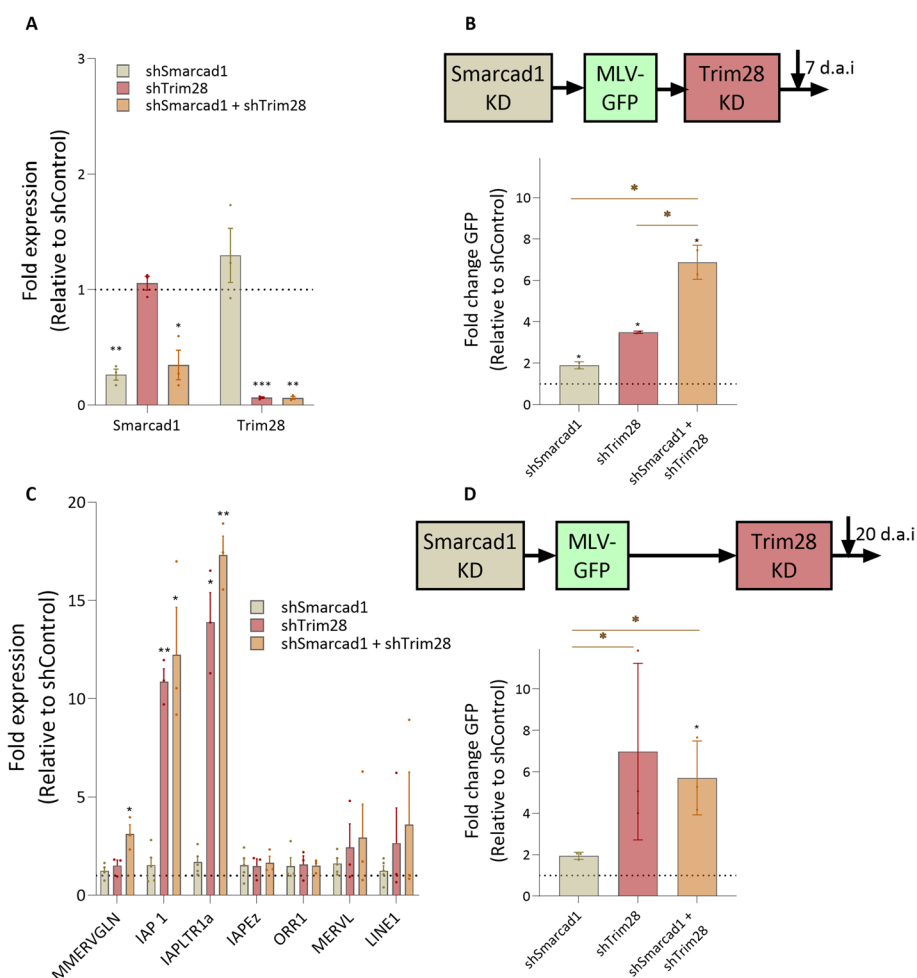 A
Fold expression
(Relative to shControl)
3
2
1
0
shSmarcad1
shTrim28
shSmarcad1 + shTrim28
**
*
***
**
Smarcad1
Trim28
B
Smarcad1
KD
MLV-
GFP
Trim28
KD
7 d.a.i
Fold change GFP
(Relative to shControl)
10
8
6
4
2
0
*
*
*
*
*
shSmarcad1
shTrim28
shSmarcad1 +
shTrim28
C
Fold expression
(Relative to shControl)
20
15
10
5
0
shSmarcad1
shTrim28
shSmarcad1 + shTrim28
*
**
*
*
**
MMERVGLN
IAP 1
IAPLTR1a
IAPEz
ORR1
MERVL
LINE1
D
Smarcad1
KD
MLV-
GFP
Trim28
KD
20 d.a.i
Fold change GFP
(Relative to shControl)
10
8
6
4
2
0
*
*
*
shSmarcad1
shTrim28
shSmarcad1 +
shTrim28